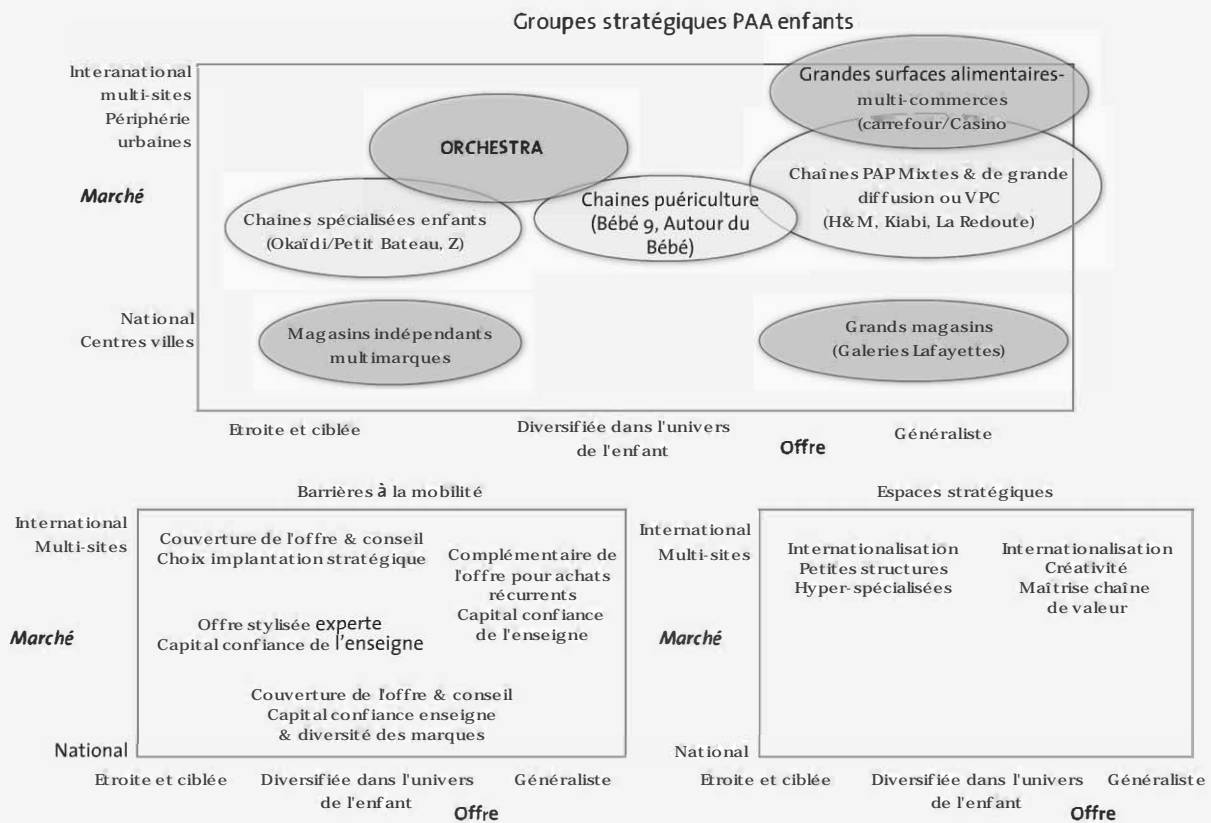 Groupes stratégiques PAA enfants
Interanational
multi-sites
Périphérie
urbaines
Marché
National
Centres villes
Grandes surfaces alimentaires-
multi-commerces
(carrefour/Casino
ORCHESTRA
Chaînes PAP Mixtes & de grande
diffusion ou VPC
(H&M, Kiabi, La Redoute)
Chaines spécialisées enfants
(Okaïdi/Petit Bateau, Z)
Chaines puériculture
(Bébé 9, Autour du
Bébé)
Magasins indépendants
multimarques
Grands magasins
(Galeries Lafayettes)
Etroite et ciblée
Diversifiée dans l'univers
de l'enfant
Offre
Généraliste
Barrières à la mobilité
International
Multi-sites
Marché
National
Couverture de l'offre & conseil
Choix implantation stratégique
Complémentaire de
l'offre pour achats
récurrents
Capital confiance
de l'enseigne
Offre stylisée experte
Capital confiance de l'enseigne
Couverture de l'offre & conseil
Capital confiance enseigne
& diversité des marques
Etroite et ciblée
Diversifiée dans l'univers
de l'enfant
Généraliste
Offre
Espaces stratégiques
International
Multi-sites
Marché
National
Internationalisation
Petites structures
Hyper-spécialisées
Internationalisation
Créativité
Maîtrise chaîne
de valeur
Etroite et ciblée
Diversifiée dans l'univers
de l'enfant
Généraliste
Offre